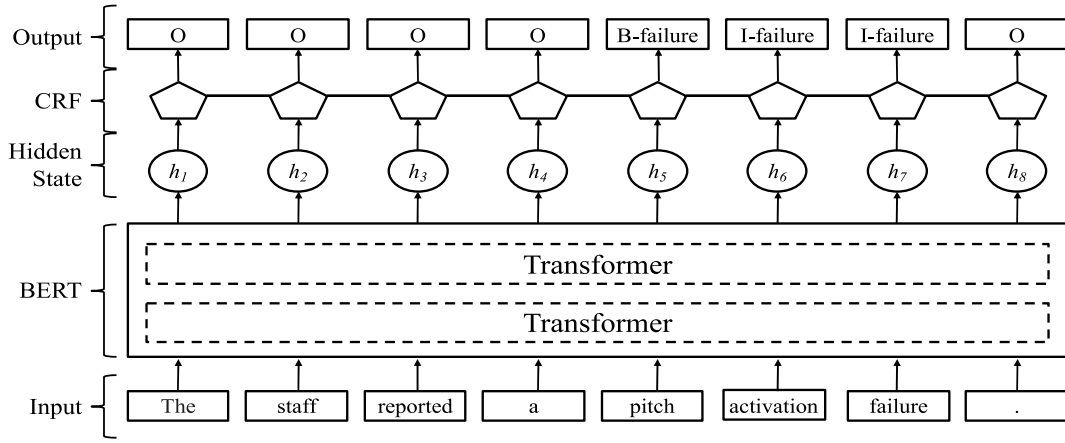 Output O O O O B-failure I-failure I-failure O
CRF
Hidden
State
h1 h2 h3 h4 h5 h6 h7 h8
BERT
Transformer
Transformer
Input The staff reported a pitch activation failure .